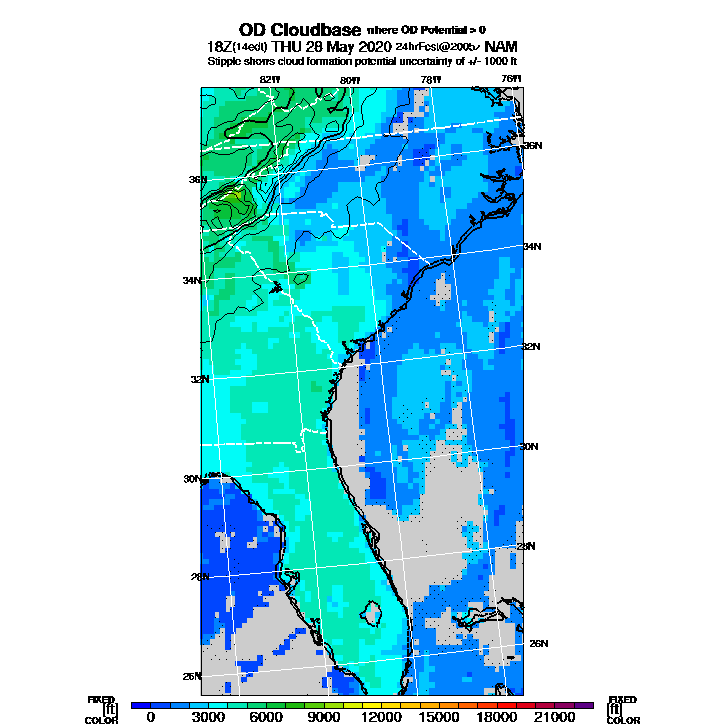 OD Cloudbase where OD Potential > 0
18Z(14edt) THU 28 May 2020 24hrFcst@2005z NAM
Stipple shows cloud formation potential uncertainty of +/- 1000 ft
82W 80W 78W 76W
36N 36N
34N 34N
32N 32N
30N 30N
28N 28N
26N 26N
FIXED FIXED
[ft] [ft]
COLOR 0 3000 6000 9000 12000 15000 18000 21000 COLOR